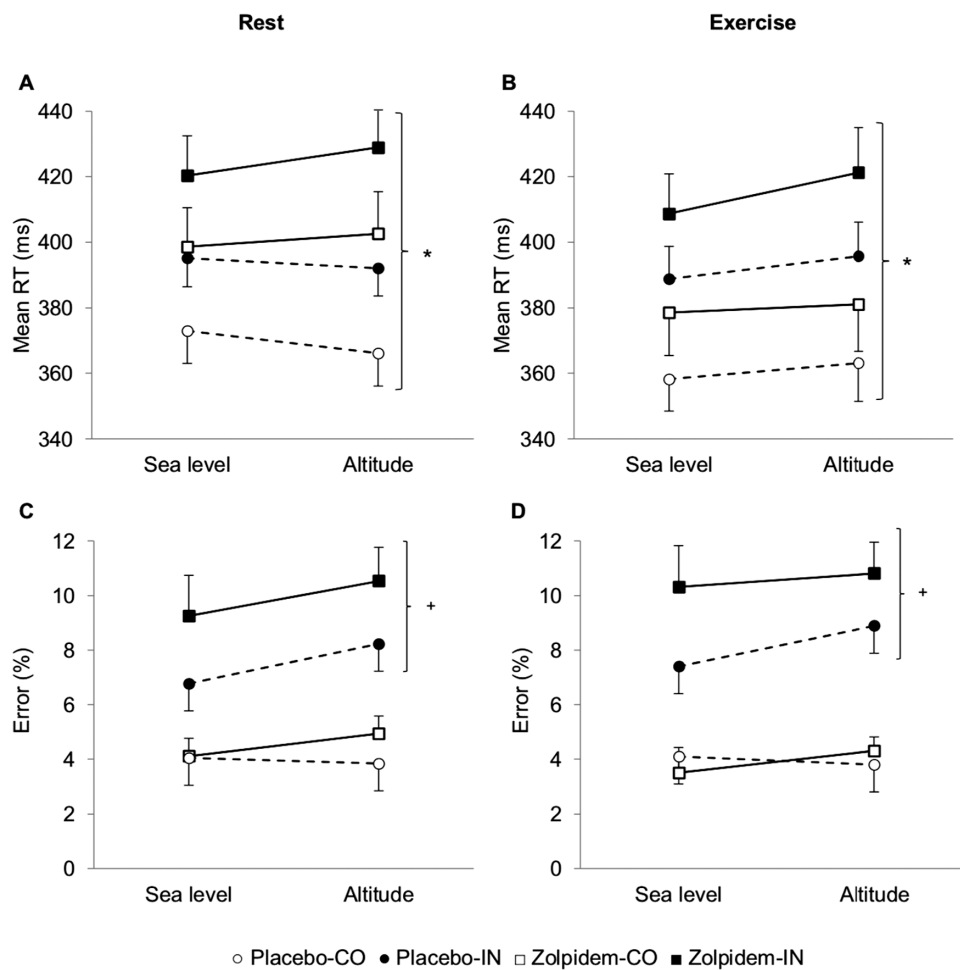 Rest
Exercise
A
B
440
420
400
380
360
340
Mean RT (ms)
*
Sea level
Altitude
440
420
400
380
360
340
Mean RT (ms)
*
Sea level
Altitude
C
D
12
10
8
6
4
2
0
Error (%)
+
Sea level
Altitude
12
10
8
6
4
2
0
Error (%)
+
Sea level
Altitude
○ Placebo-CO ● Placebo-IN □ Zolpidem-CO ■ Zolpidem-IN